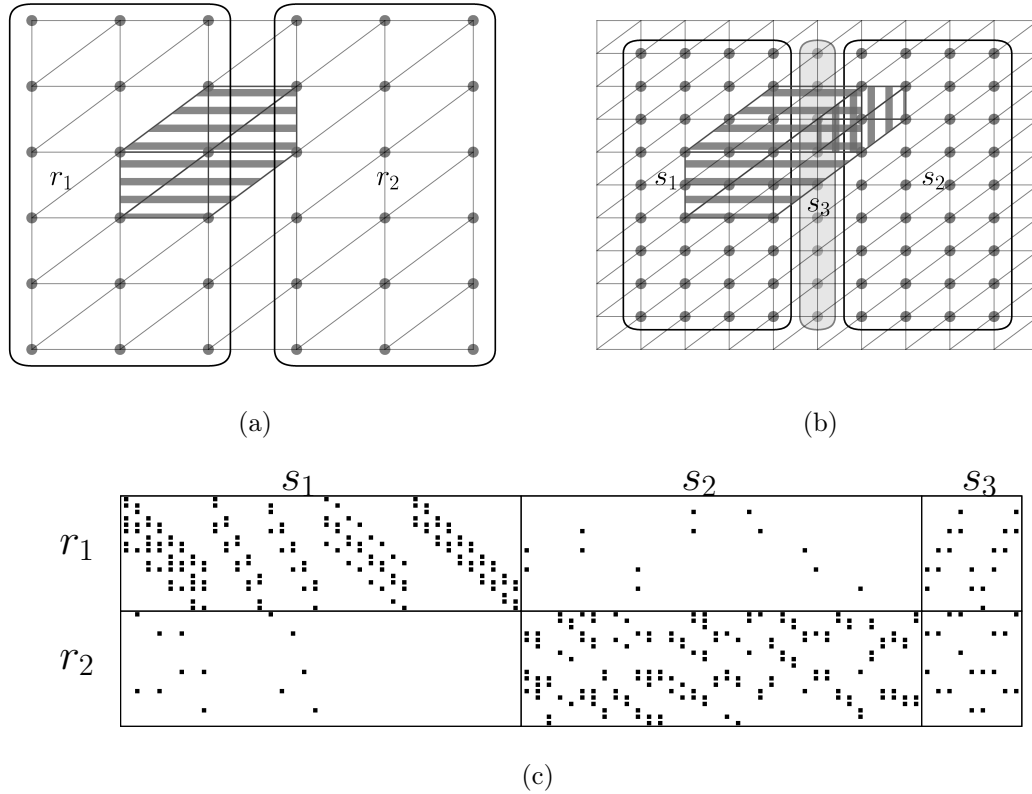 r₁ r₂
s₁ s₂
s₃
(a) (b)
s₁ s₂ s₃
r₁
r₂
(c)